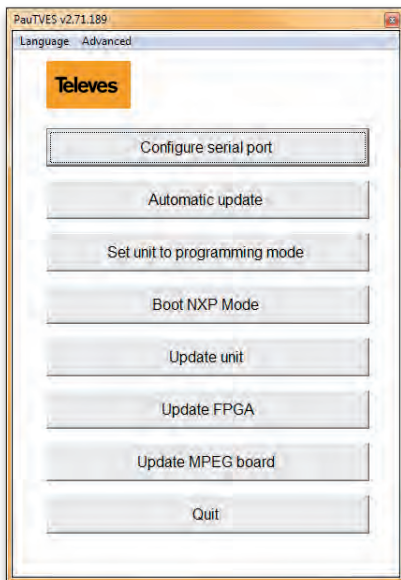 PauTVES v2.71.189
Language Advanced
Televes
Configure serial port
Automatic update
Set unit to programming mode
Boot NXP Mode
Update unit
Update FPGA
Update MPEG board
Quit